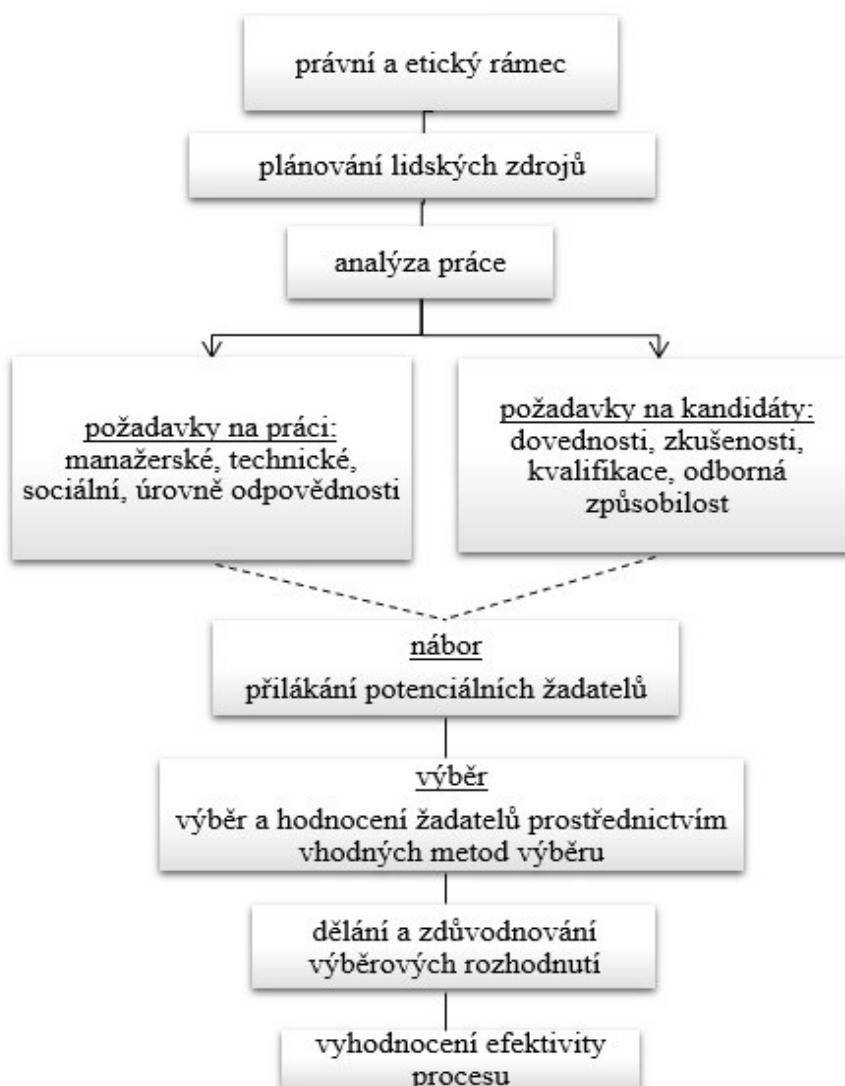 právní a etický rámec
plánování lidských zdrojů
analýza práce
požadavky na práci:
manažerské, technické,
sociální, úrovně odpovědnosti
požadavky na kandidáty:
dovednosti, zkušenosti,
kvalifikace, odborná
způsobilost
nábor
přilákání potenciálních žadatelů
výběr
výběr a hodnocení žadatelů prostřednictvím
vhodných metod výběru
dělání a zdůvodnování
výběrových rozhodnutí
vyhodnocení efektivity
procesu